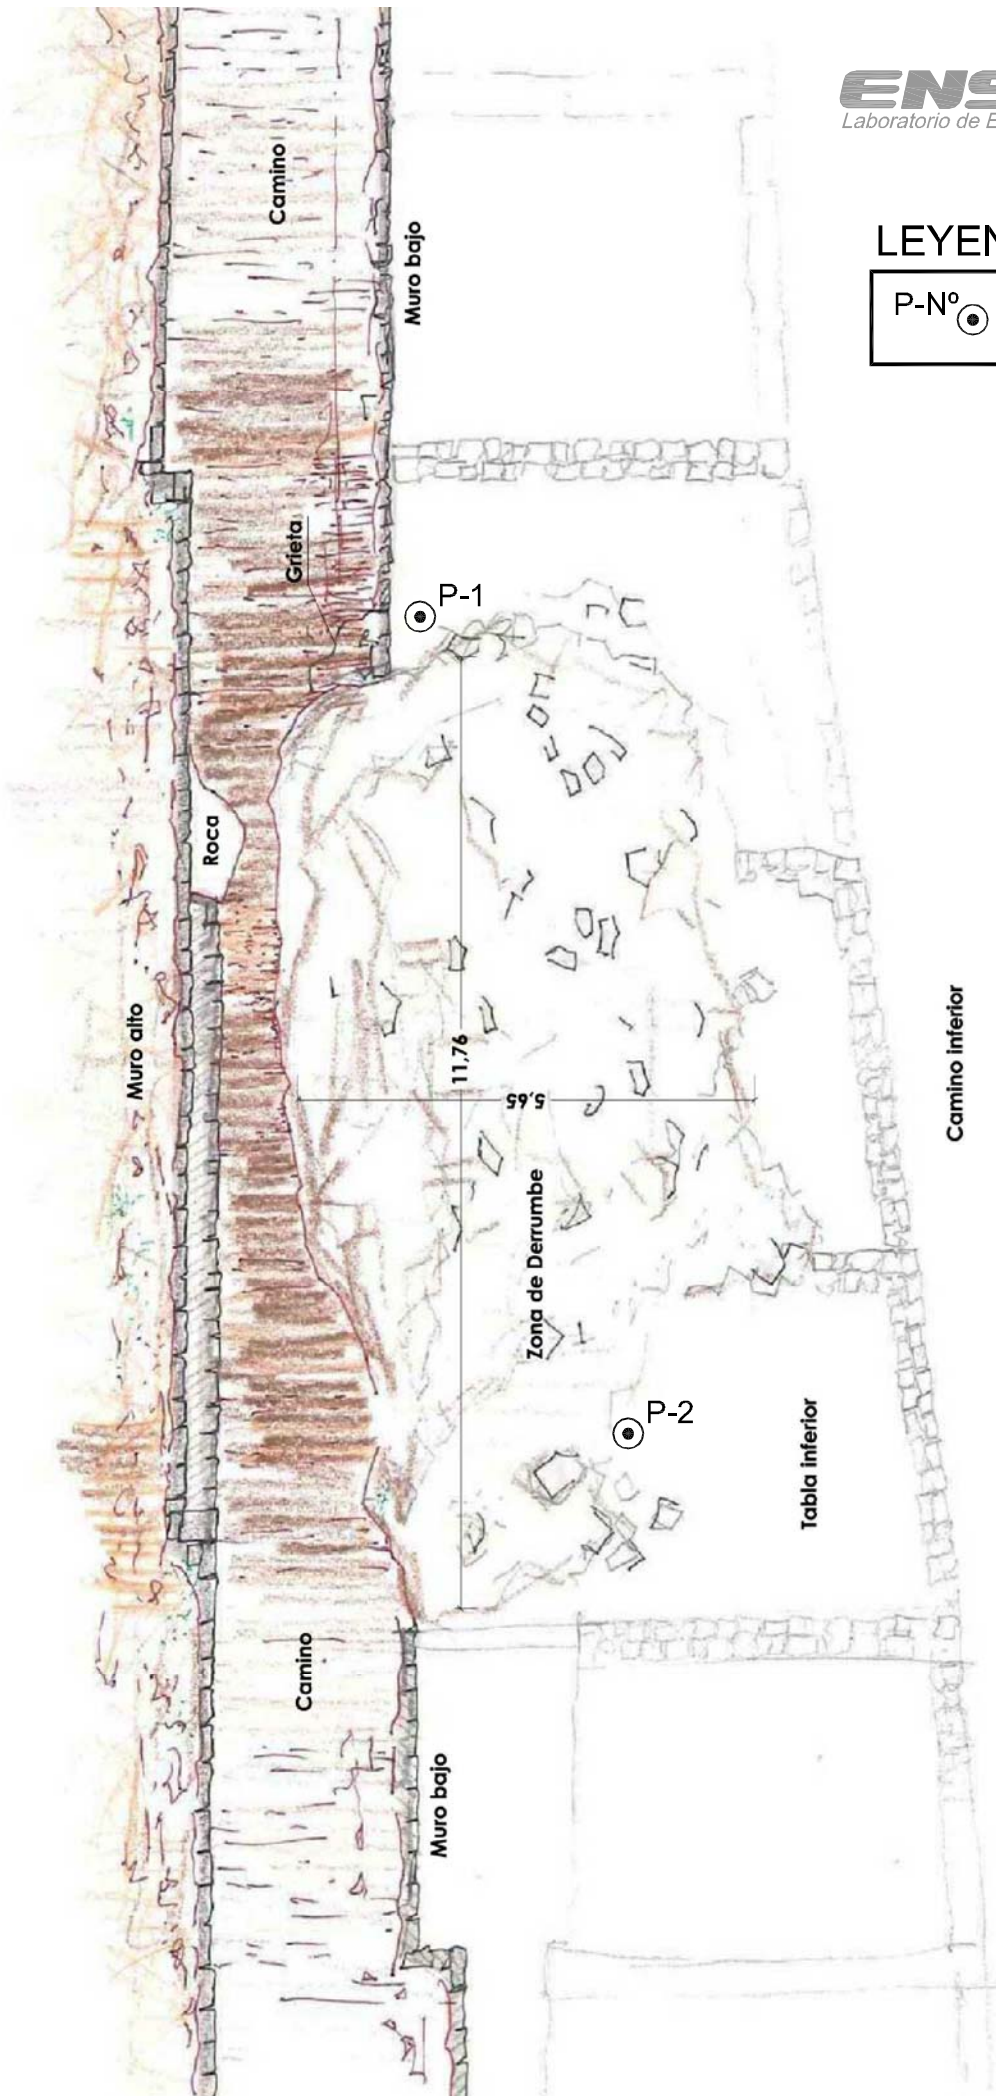 ENS
Laboratorio de E
LEYEN
P-Nº
Camino
Muro bajo
Grieta
P-1
Roca
Muro alto
11,76
5,65
Camino inferior
Zona de Derrumbe
P-2
Tabla inferior
Camino
Muro bajo